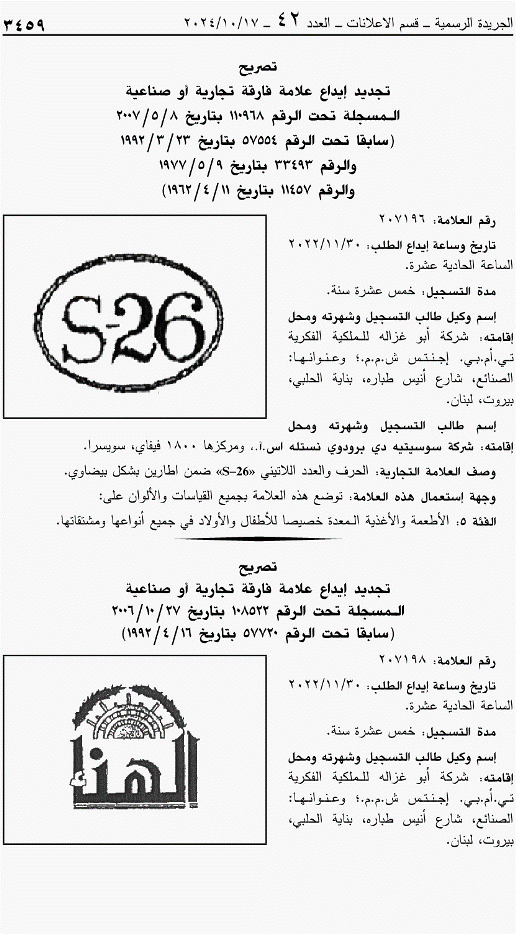 الجريدة الرسمية – قسم الاعلانات – العدد ٤٢ – ٢٠٢٤/١٠/١٧
٣٤٥٩
تصريح
تجديد إيداع علامة فارقة تجارية أو صناعية
المسجلة تحت الرقم ١١٠٩٦٨ بتاريخ ٢٠٠٧/٥/٨
(سابقا تحت الرقم ٥٧٥٥٤ بتاريخ ١٩٩٢/٣/٢٣
والرقم ٣٣٤٩٣ بتاريخ ١٩٧٧/٥/٩
والرقم ١١٤٥٧ بتاريخ ١٩٦٢/٤/١١)
رقم العلامة: ٢٠٧١٩٦
تاريخ وساعة إيداع الطلب: ٢٠٢٢/١١/٣٠
الساعة الحادية عشرة.
مدة التسجيل: خمس عشرة سنة.
إسم وكيل طالب التسجيل وشهرته ومحل
إقامته: شركة أبو غزاله للملكية الفكرية
تي.أم.بي. إجنتس ش.م.م.؛ وعنوانها:
الصنائع، شارع أنيس طباره، بناية الحلبي،
بيروت، لبنان.
S-26
إسم طالب التسجيل وشهرته ومحل
إقامته: شركة سوسيتيه دي برودوي نستله اس.آ.، ومركزها ١٨٠٠ فيفاي، سويسرا.
وصف العلامة التجارية: الحرف والعدد اللاتيني «S–26» ضمن اطارين بشكل بيضاوي.
وجهة إستعمال هذه العلامة: توضع هذه العلامة بجميع القياسات والألوان على:
الفئة ٥: الأطعمة والأغذية المعدة خصيصا للأطفال والأولاد في جميع أنواعها ومشتقاتها.
تصريح
تجديد إيداع علامة فارقة تجارية أو صناعية
المسجلة تحت الرقم ١٠٨٥٢٢ بتاريخ ٢٠٠٦/١٠/٢٧
(سابقا تحت الرقم ٥٧٧٢٠ بتاريخ ١٩٩٢/٤/١٦)
رقم العلامة: ٢٠٧١٩٨
تاريخ وساعة إيداع الطلب: ٢٠٢٢/١١/٣٠
الساعة الحادية عشرة.
مدة التسجيل: خمس عشرة سنة.
إسم وكيل طالب التسجيل وشهرته ومحل
إقامته: شركة أبو غزاله للملكية الفكرية
تي.أم.بي. إجنتس ش.م.م.؛ وعنوانها:
الصنائع، شارع أنيس طباره، بناية الحلبي،
بيروت، لبنان.
الهناء